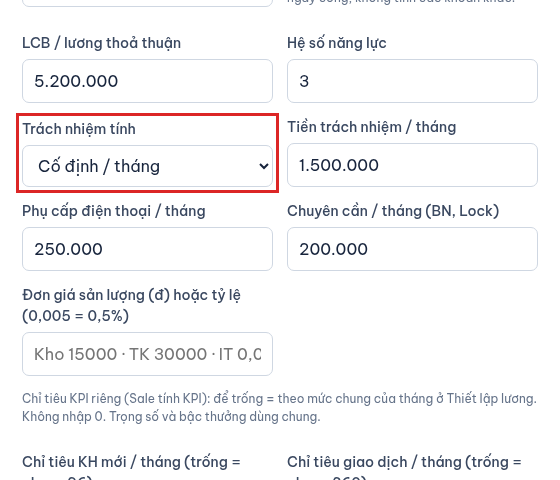 LCB / lương thoả thuận
Hệ số năng lực
5.200.000
3
Trách nhiệm tính
Tiền trách nhiệm / tháng
Cố định / tháng
1.500.000
Phụ cấp điện thoại / tháng
Chuyên cần / tháng (BN, Lock)
250.000
200.000
Đơn giá sản lượng (đ) hoặc tỷ lệ
(0,005 = 0,5%)
Kho 15000 · TK 30000 · IT 0,0
Chỉ tiêu KPI riêng (Sale tính KPI): để trống = theo mức chung của tháng ở Thiết lập lương.
Không nhập 0. Trọng số và bậc thưởng dùng chung.
Chỉ tiêu KH mới / tháng (trống =
Chỉ tiêu giao dịch / tháng (trống =